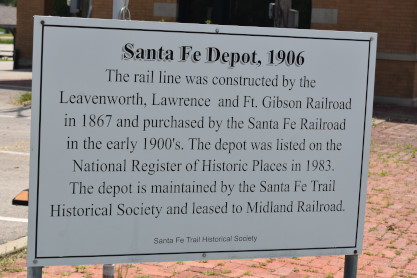 Santa Fe Depot, 1906
The rail line was constructed by the
Leavenworth, Lawrence and Ft. Gibson Railroad
in 1867 and purchased by the Santa Fe Railroad
in the early 1900's. The depot was listed on the
National Register of Historic Places in 1983.
The depot is maintained by the Santa Fe Trail
Historical Society and leased to Midland Railroad.
Santa Fe Trail Historical Society